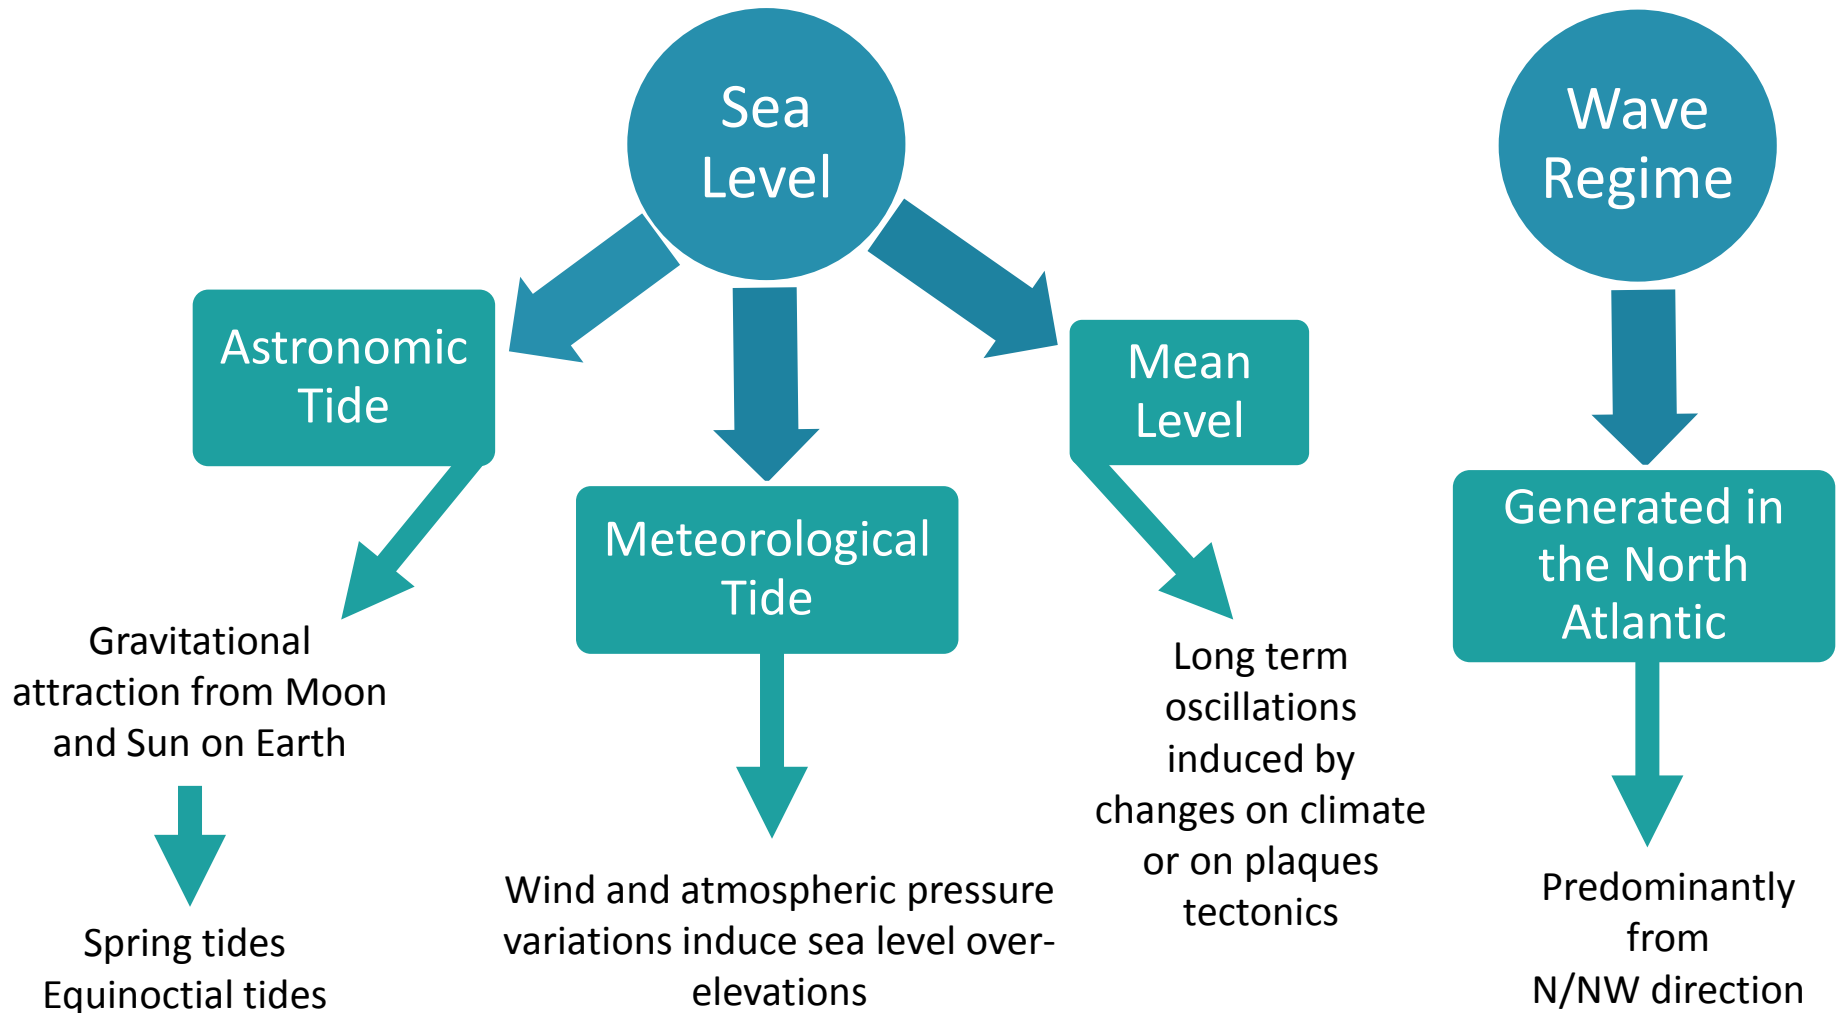 Sea
Level
Wave
Regime
Astronomic
Tide
Meteorological
Tide
Mean
Level
Generated in
the North
Atlantic
Gravitational
attraction from Moon
and Sun on Earth
Spring tides
Equinoctial tides
Wind and atmospheric pressure
variations induce sea level over-
elevations
Long term
oscillations
induced by
changes on climate
or on plaques
tectonics
Predominantly
from
N/NW direction